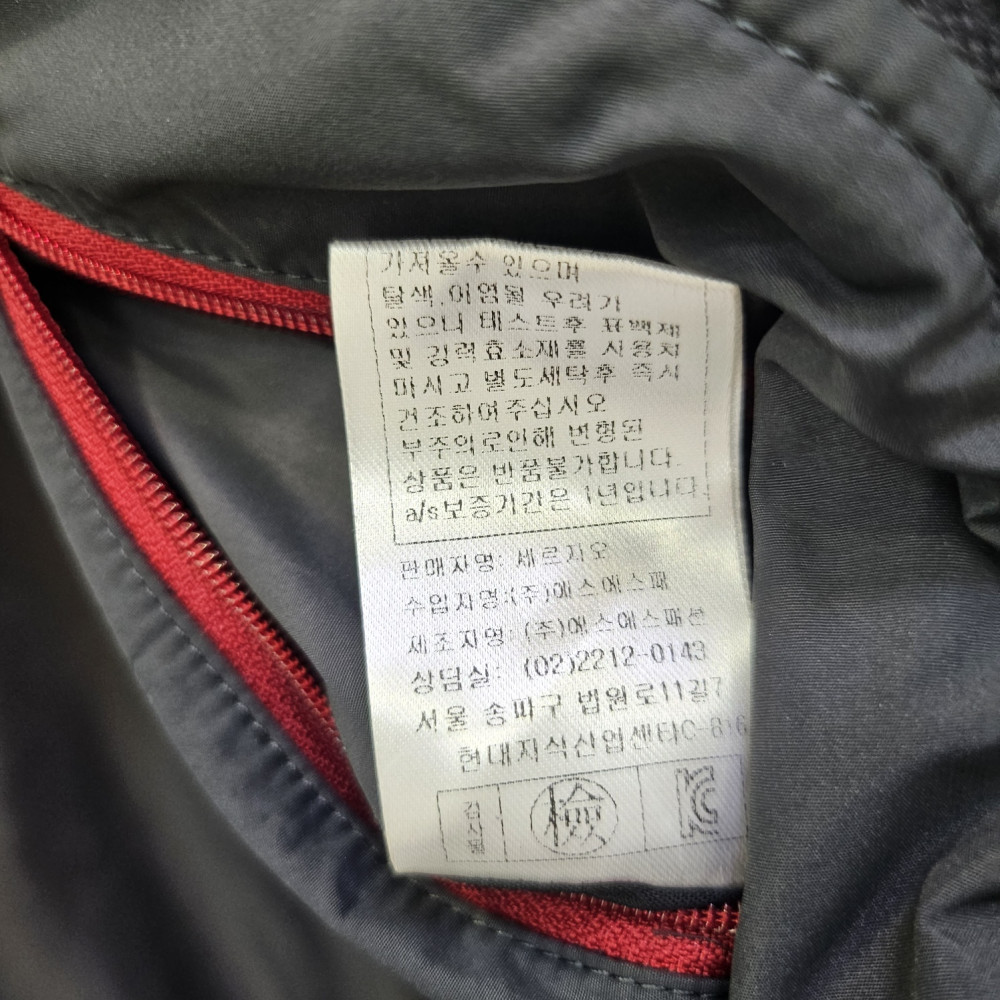 가져올수 있으며
탈색,이염될 우려가
있으니 테스트후 표백제
및 강력효소제를 사용치
마시고 별도세탁후 즉시
건조하여주십시오
부주의로인해 변형된
상품은 반품불가합니다.
a/s보증기간은 1년입니다.
판매자명: 세르지오
수입자명:(주)에스에스패
제조자명: (주)에스에스패션
상담실: (02)2212-0143
서울 송파구 법원로11길7
현대지식산업센터C-816
검사필
檢
KC